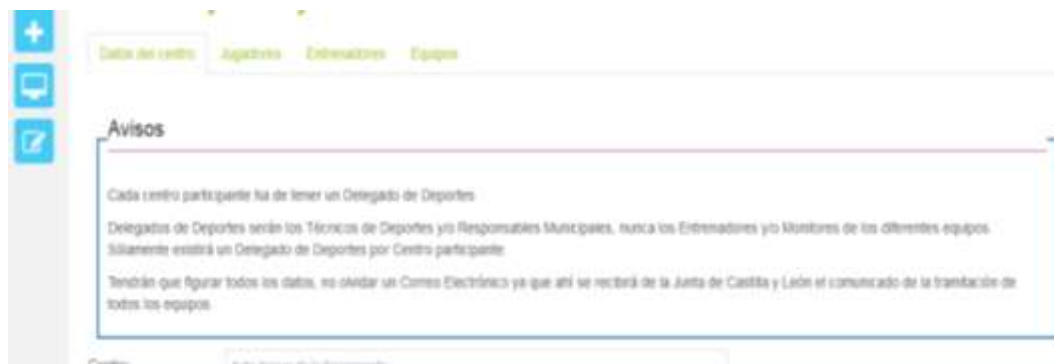 Datos del centro Jugadores Entrenadores Equipos
Avisos
Cada centro participante ha de tener un Delegado de Deportes
Delegados de Deportes serán los Técnicos de Deportes y/o Responsables Municipales, nunca los Entrenadores y/o Monitores de los diferentes equipos.
Sólamente existirá un Delegado de Deportes por Centro participante
Tendrán que figurar todos los datos, no olvidar un Correo Electrónico ya que ahí se recibirá de la Junta de Castilla y León el comunicado de la tramitación de
todos los equipos